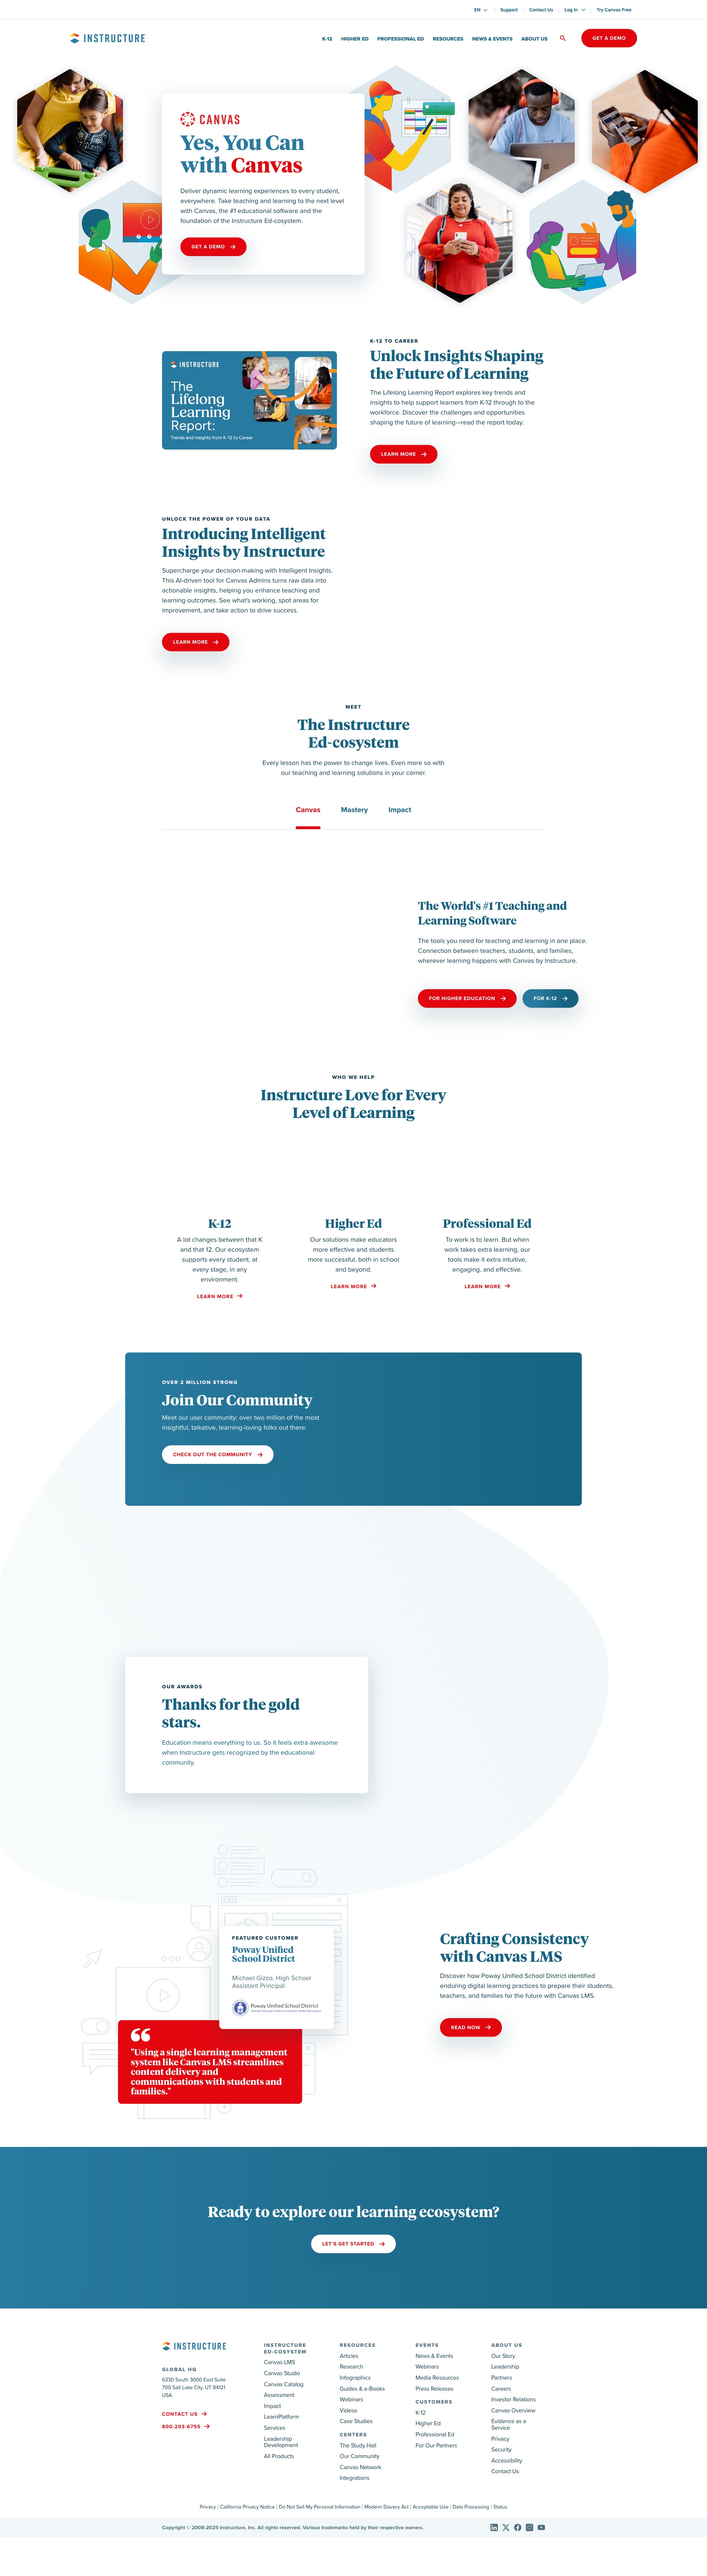 EN
Support
Contact Us
Log In
Try Canvas Free
INSTRUCTURE
K-12
HIGHER ED
PROFESSIONAL ED
RESOURCES
NEWS & EVENTS
ABOUT US
GET A DEMO
CANVAS
Yes, You Can
with Canvas
Deliver dynamic learning experiences to every student,
everywhere. Take teaching and learning to the next level
with Canvas, the #1 educational software and the
foundation of the Instructure Ed-cosystem.
GET A DEMO
INSTRUCTURE
The
Lifelong
Learning
Report:
Trends and Insights from K-12 to Career
K-12 TO CAREER
Unlock Insights Shaping
the Future of Learning
The Lifelong Learning Report explores key trends and
insights to help support learners from K-12 through to the
workforce. Discover the challenges and opportunities
shaping the future of learning—read the report today.
LEARN MORE
UNLOCK THE POWER OF YOUR DATA
Introducing Intelligent
Insights by Instructure
Supercharge your decision-making with Intelligent Insights.
This AI-driven tool for Canvas Admins turns raw data into
actionable insights, helping you enhance teaching and
learning outcomes. See what's working, spot areas for
improvement, and take action to drive success.
LEARN MORE
MEET
The Instructure
Ed-cosystem
Every lesson has the power to change lives. Even more so with
our teaching and learning solutions in your corner.
Canvas
Mastery
Impact
The World's #1 Teaching and
Learning Software
The tools you need for teaching and learning in one place.
Connection between teachers, students, and families,
wherever learning happens with Canvas by Instructure.
FOR HIGHER EDUCATION
FOR K-12
WHO WE HELP
Instructure Love for Every
Level of Learning
K-12
A lot changes between that K
and that 12. Our ecosystem
supports every student, at
every stage, in any
environment.
LEARN MORE
Higher Ed
Our solutions make educators
more effective and students
more successful, both in school
and beyond.
LEARN MORE
Professional Ed
To work is to learn. But when
work takes extra learning, our
tools make it extra intuitive,
engaging, and effective.
LEARN MORE
OVER 2 MILLION STRONG
Join Our Community
Meet our user community: over two million of the most
insightful, talkative, learning-loving folks out there.
CHECK OUT THE COMMUNITY
OUR AWARDS
Thanks for the gold
stars.
Education means everything to us. So it feels extra awesome
when Instructure gets recognized by the educational
community.
FEATURED CUSTOMER
Poway Unified
School District
Michael Gizzo, High School
Assistant Principal
Poway Unified School District
"Using a single learning management
system like Canvas LMS streamlines
content delivery and
communications with students and
families."
Crafting Consistency
with Canvas LMS
Discover how Poway Unified School District identified
enduring digital learning practices to prepare their students,
teachers, and families for the future with Canvas LMS.
READ NOW
Ready to explore our learning ecosystem?
LET'S GET STARTED
INSTRUCTURE
GLOBAL HQ
6330 South 3000 East Suite
700 Salt Lake City, UT 84121
USA
CONTACT US
800-203-6755
INSTRUCTURE
ED-COSYSTEM
Canvas LMS
Canvas Studio
Canvas Catalog
Assessment
Impact
LearnPlatform
Services
Leadership
Development
All Products
RESOURCES
Articles
Research
Infographics
Guides & e-Books
Webinars
Videos
Case Studies
CENTERS
The Study Hall
Our Community
Canvas Network
Integrations
EVENTS
News & Events
Webinars
Media Resources
Press Releases
CUSTOMERS
K-12
Higher Ed
Professional Ed
For Our Partners
ABOUT US
Our Story
Leadership
Partners
Careers
Investor Relations
Canvas Overview
Evidence as a
Service
Privacy
Security
Accessibility
Contact Us
Privacy | California Privacy Notice | Do Not Sell My Personal Information | Modern Slavery Act | Acceptable Use | Data Processing | Status
Copyright © 2008-2025 Instructure, Inc. All rights reserved. Various trademarks held by their respective owners.